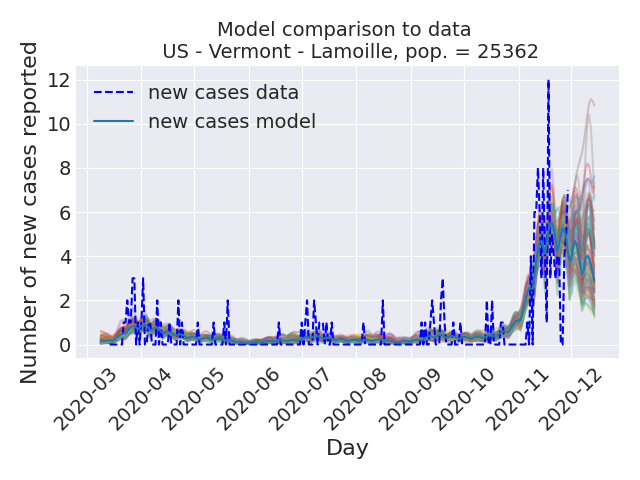 Model comparison to data
US - Vermont - Lamoille, pop. = 25362
Number of new cases reported
12
10
8
6
4
2
0
new cases data
new cases model
2020-03
2020-04
2020-05
2020-06
2020-07
2020-08
2020-09
2020-10
2020-11
2020-12
Day